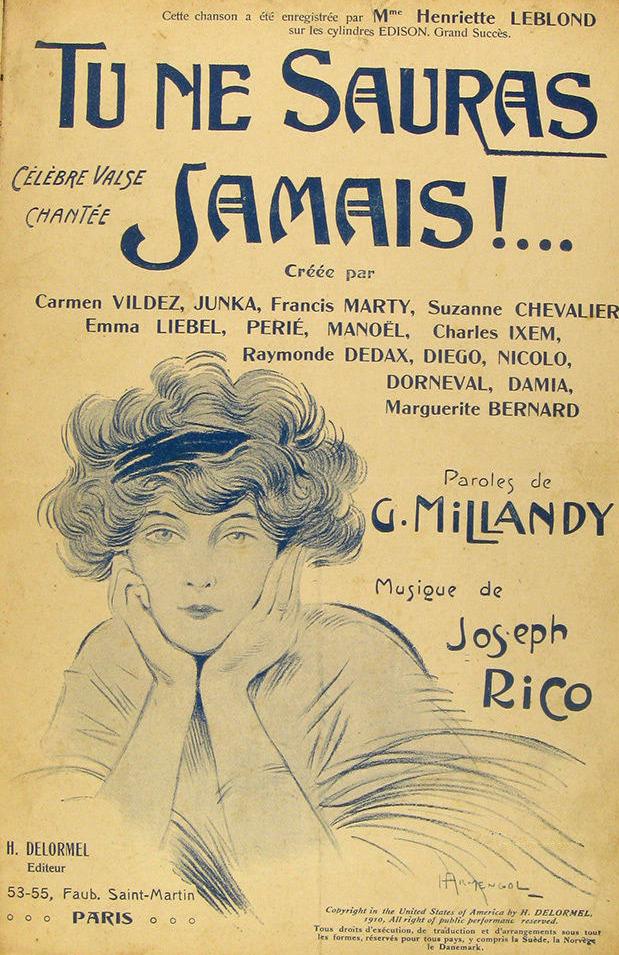 Cette chanson a été enregistrée par Mme Henriette LEBLOND
sur les cylindres EDISON. Grand Succès.
TU NE SAURAS
CÉLÈBRE VALSE
CHANTÉE
JAMAIS!...
Créée par
Carmen VILDEZ, JUNKA, Francis MARTY, Suzanne CHEVALIER
Emma LIEBEL, PERIÉ, MANOËL, Charles IXEM,
Raymonde DEDAX, DIEGO, NICOLO,
DORNEVAL, DAMIA,
Marguerite BERNARD
Paroles de
G. MILLANDY
Musique de
Joseph
RICO
H. DELORMEL
Editeur
53-55, Faub. Saint-Martin
PARIS
H. ARMENGOL
Copyright in the United States of America by H. DELORMEL,
1910, All right of public performanc reserved.
Tous droits d'exécution, de traduction et d'arrangements sous tout
les formes, réservés pour tous pays, y compris la Suède, la Norvège
le Danemark.